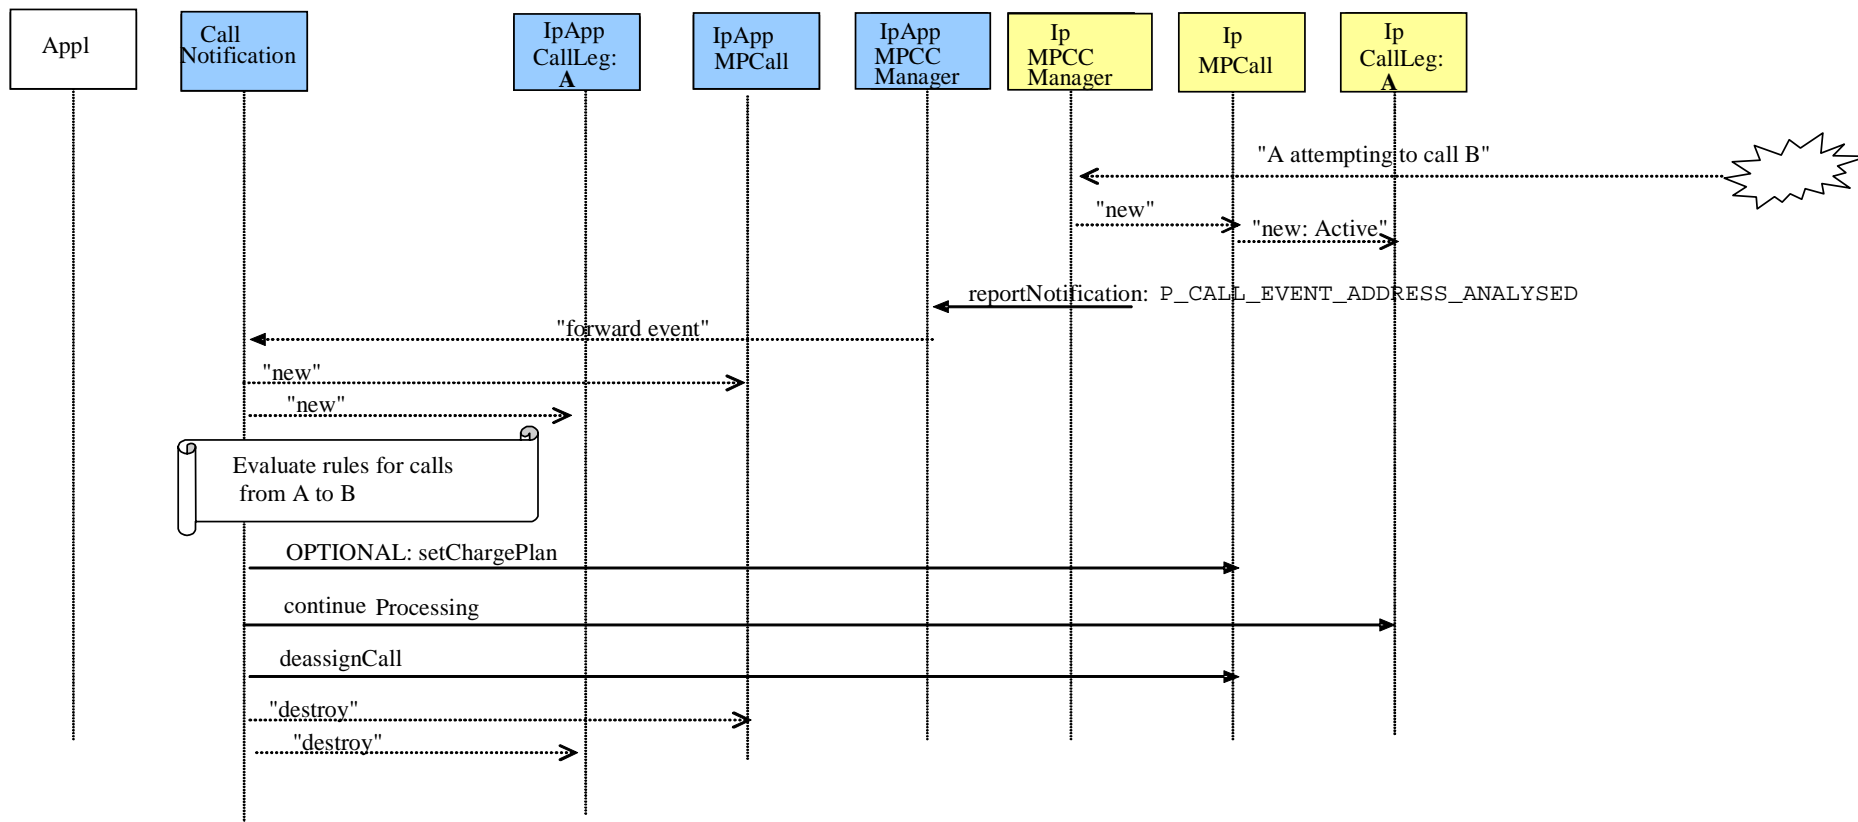 Appl
Call
Notification
IpApp
CallLeg:
A
IpApp
MPCall
IpApp
MPCC
Manager
Ip
MPCC
Manager
Ip
MPCall
Ip
CallLeg:
A
"A attempting to call B"
"new"
"new: Active"
reportNotification: P_CALL_EVENT_ADDRESS_ANALYSED
"forward event"
"new"
"new"
Evaluate rules for calls
from A to B
OPTIONAL: setChargePlan
continue Processing
deassignCall
"destroy"
"destroy"